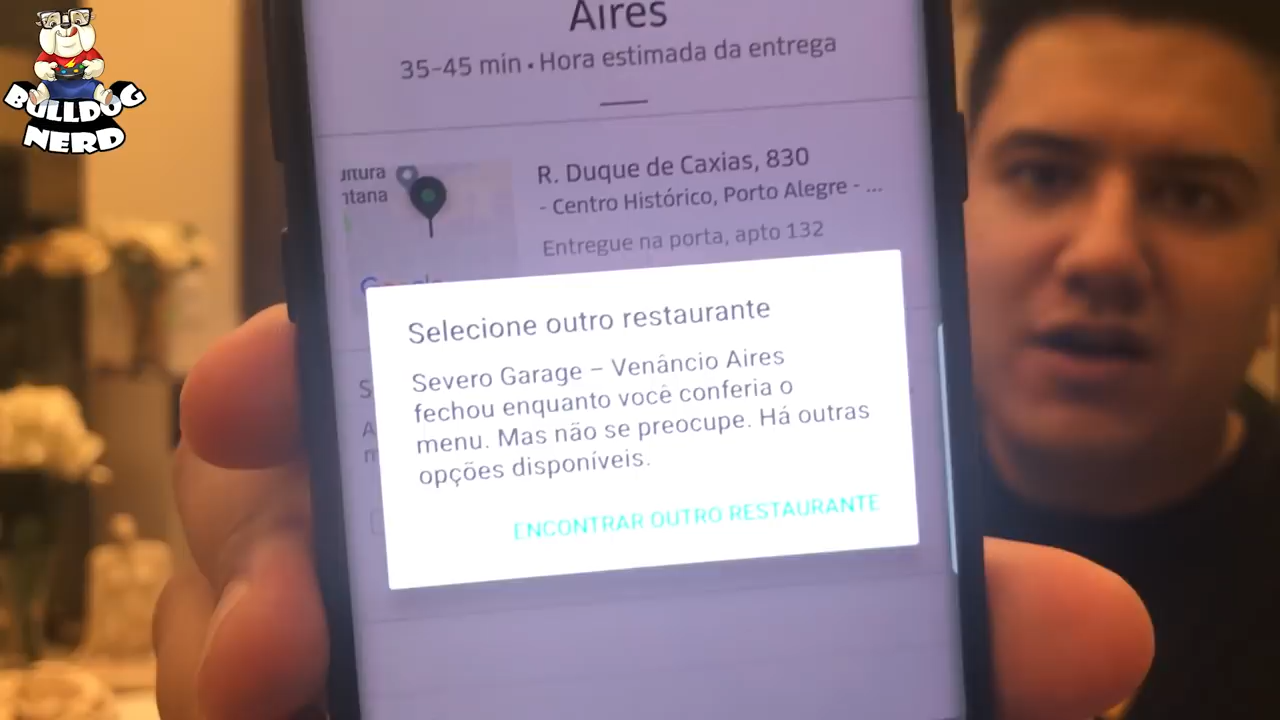 BULLDOG
NERD
Aires
35-45 min • Hora estimada da entrega
R. Duque de Caxias, 830
- Centro Histórico, Porto Alegre - ...
Entregue na porta, apto 132
Selecione outro restaurante
Severo Garage – Venâncio Aires
fechou enquanto você conferia o
menu. Mas não se preocupe. Há outras
opções disponíveis.
ENCONTRAR OUTRO RESTAURANTE